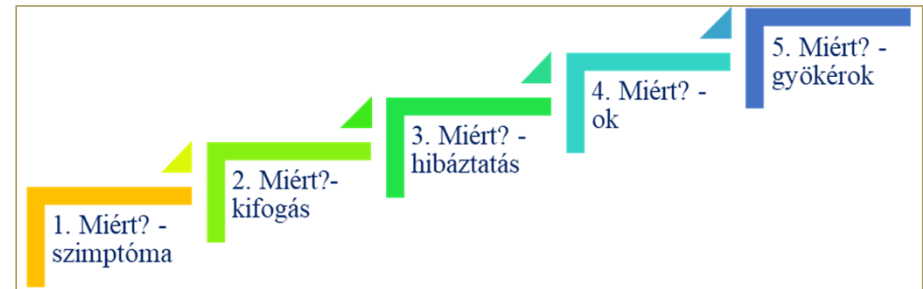 1. Miért? -
szimptóma
2. Miért?-
kifogás
3. Miért? -
hibáztatás
4. Miért? -
ok
5. Miért? -
gyökérok